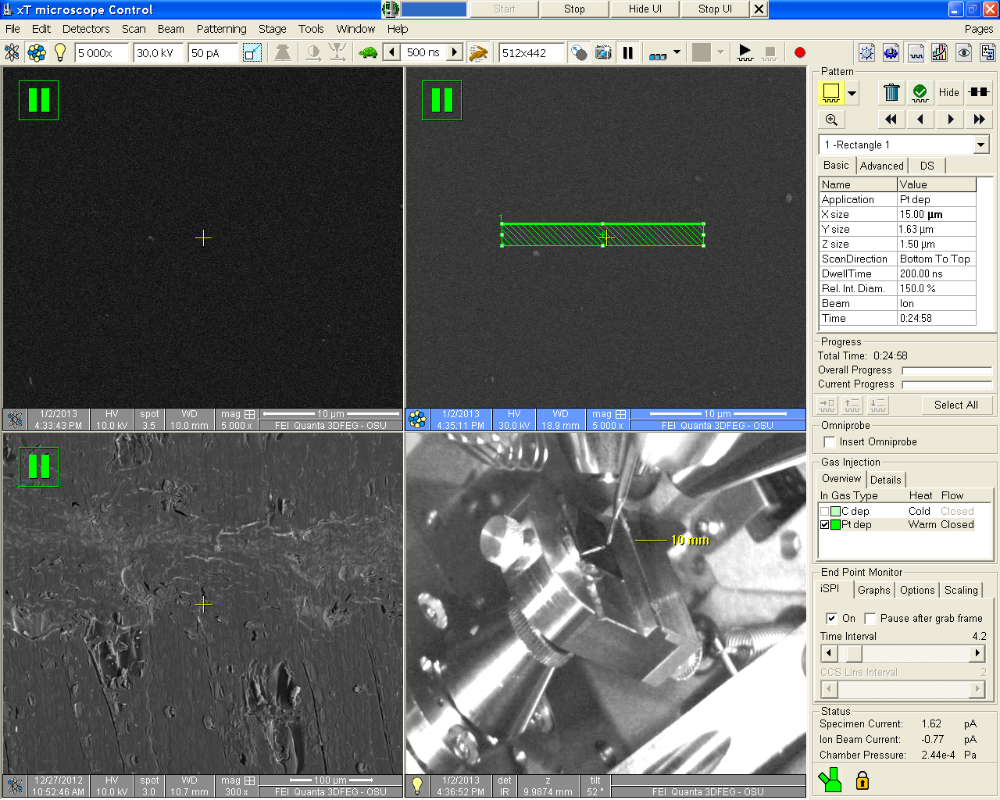 xT microscope Control
Start Stop Hide UI Stop UI
File Edit Detectors Scan Beam Patterning Stage Tools Window Help Pages
5 000x 30.0 kV 50 pA 500 ns 512x442
Pattern
Hide
1 -Rectangle 1
Basic Advanced DS
Name Value
Application Pt dep
X size 15.00 µm
Y size 1.63 µm
Z size 1.50 µm
ScanDirection Bottom To Top
DwellTime 200.00 ns
Rel. Int. Diam. 150.0 %
Beam Ion
Time 0:24:58
Progress
Total Time: 0:24:58
Overall Progress
Current Progress
Select All
Omniprobe
Insert Omniprobe
Gas Injection
Overview Details
In Gas Type Heat Flow
C dep Cold Closed
Pt dep Warm Closed
End Point Monitor
iSPI Graphs Options Scaling
On Pause after grab frame
Time Interval 4.2
CCS Line Interval 2
Status
Specimen Current: 1.62 pA
Ion Beam Current: -0.77 pA
Chamber Pressure: 2.44e-4 Pa
1
1/2/2013 HV spot WD mag 10 µm
4:33:43 PM 10.0 kV 3.5 10.0 mm 5 000 x FEI Quanta 3DFEG - OSU
1/2/2013 HV WD mag 10 µm
4:35:11 PM 30.0 kV 18.9 mm 5 000 x FEI Quanta 3DFEG - OSU
10 mm
12/27/2012 HV spot WD mag 100 µm
10:52:46 AM 10.0 kV 3.0 10.7 mm 300 x FEI Quanta 3DFEG - OSU
1/2/2013 det z tilt
4:36:52 PM IR 9.9874 mm 52 ° FEI Quanta 3DFEG - OSU